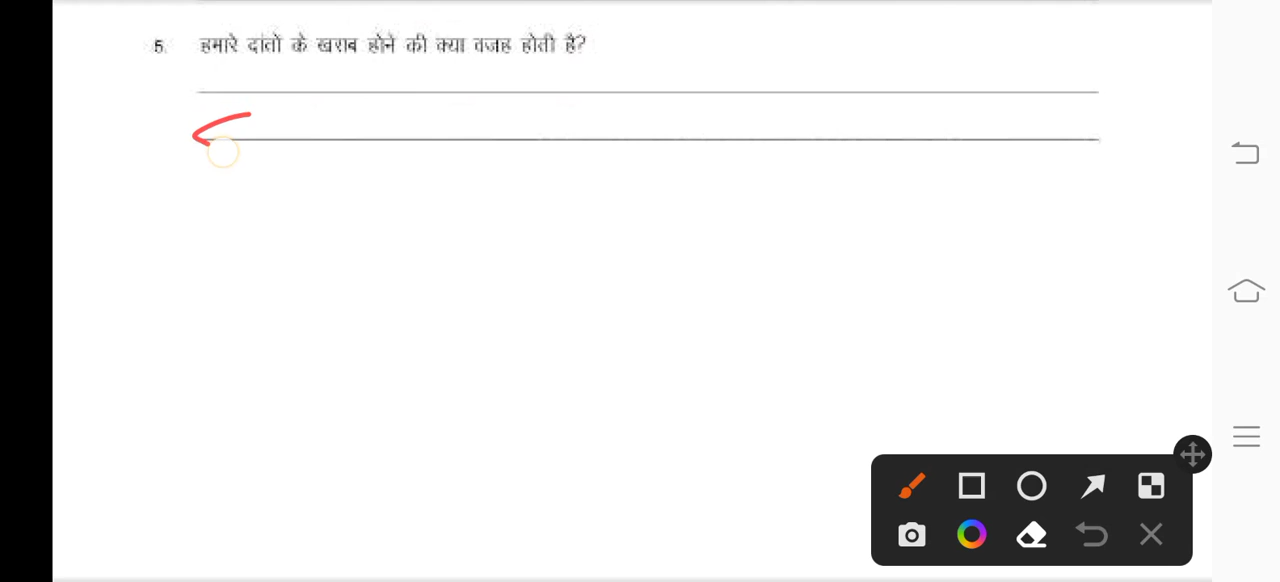 5. हमारे दांतो के खराब होने की क्या वजह होती है?